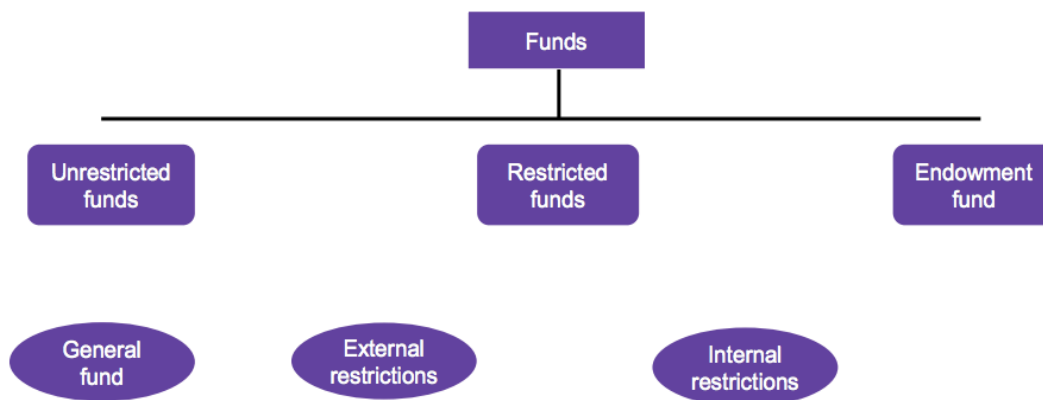 Funds
Unrestricted
funds
Restricted
funds
Endowment
fund
General
fund
External
restrictions
Internal
restrictions